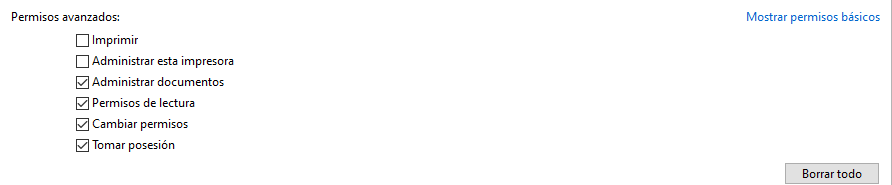 Permisos avanzados:
Mostrar permisos básicos
Imprimir
Administrar esta impresora
Administrar documentos
Permisos de lectura
Cambiar permisos
Tomar posesión
Borrar todo